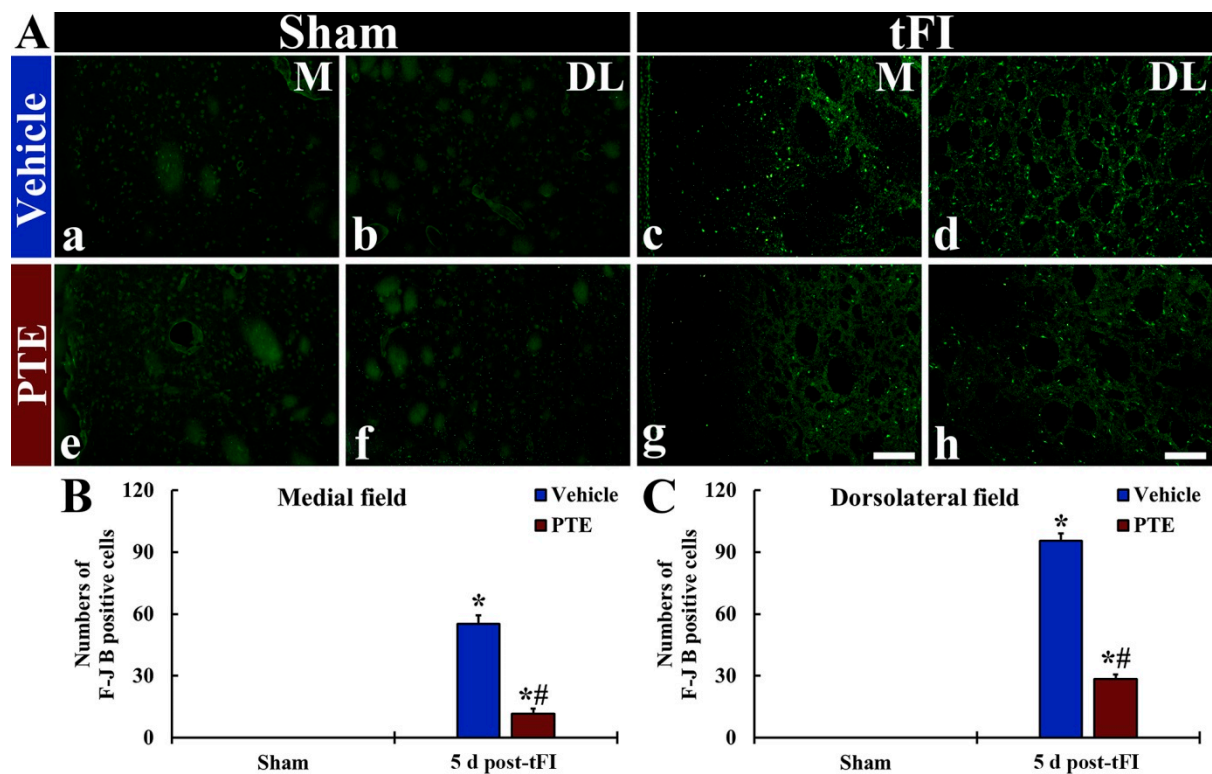 A
Sham
tFI
Vehicle
M
DL
M
DL
a
b
c
d
PTE
e
f
g
h
B
Medial field
Vehicle
PTE
Numbers of
F-J B positive cells
120
90
60
30
0
*
*#
Sham
5 d post-tFI
C
Dorsolateral field
Vehicle
PTE
Numbers of
F-J B positive cells
120
90
60
30
0
*
*#
Sham
5 d post-tFI